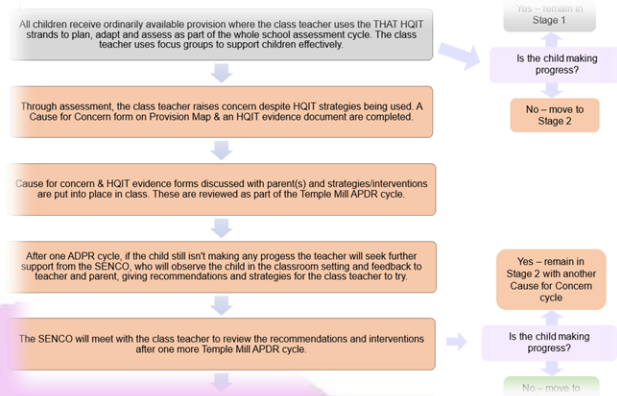 All children receive ordinarily available provision where the class teacher uses the THAT HQIT
strands to plan, adapt and assess as part of the whole school assessment cycle. The class
teacher uses focus groups to support children effectively.
Yes – remain in
Stage 1
Is the child making
progress?
No – move to
Stage 2
Through assessment, the class teacher raises concern despite HQIT strategies being used. A
Cause for Concern form on Provision Map & an HQIT evidence document are completed.
Cause for concern & HQIT evidence forms discussed with parent(s) and strategies/interventions
are put into place in class. These are reviewed as part of the Temple Mill APDR cycle.
After one ADPR cycle, if the child still isn't making any progess the teacher will seek further
support from the SENCO, who will observe the child in the classroom setting and feedback to
teacher and parent, giving recommendations and strategies for the class teacher to try.
Yes – remain in
Stage 2 with another
Cause for Concern
cycle
The SENCO will meet with the class teacher to review the recommendations and interventions
after one more Temple Mill APDR cycle.
Is the child making
progress?
No – move to